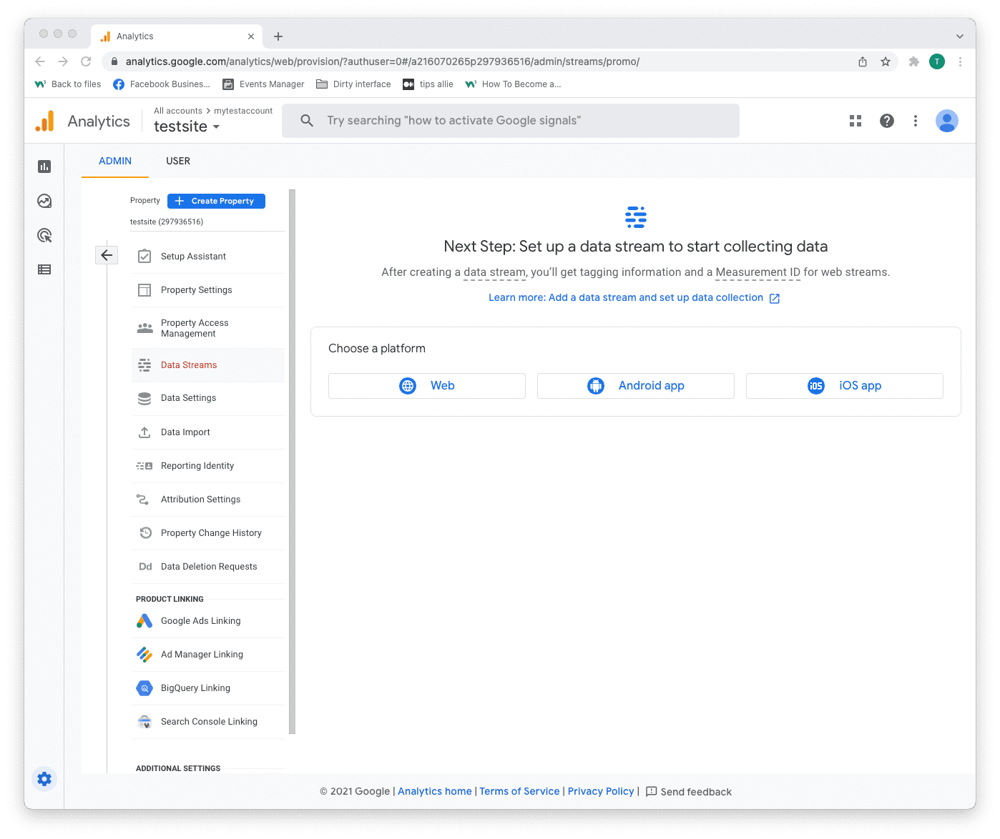 Analytics
analytics.google.com/analytics/web/provision/?authuser=0#/a216070265p297936516/admin/streams/promo/
T
Back to files
Facebook Busines...
Events Manager
Dirty interface
tips allie
How To Become a...
Analytics
All accounts > mytestaccount
testsite
Try searching "how to activate Google signals"
ADMIN
USER
Property
Create Property
testsite (297936516)
Setup Assistant
Property Settings
Property Access
Management
Data Streams
Data Settings
Data Import
Reporting Identity
Attribution Settings
Property Change History
Dd Data Deletion Requests
PRODUCT LINKING
Google Ads Linking
Ad Manager Linking
BigQuery Linking
Search Console Linking
ADDITIONAL SETTINGS
Next Step: Set up a data stream to start collecting data
After creating a data stream, you’ll get tagging information and a Measurement ID for web streams.
Learn more: Add a data stream and set up data collection
Choose a platform
Web
Android app
iOS iOS app
© 2021 Google | Analytics home | Terms of Service | Privacy Policy | Send feedback